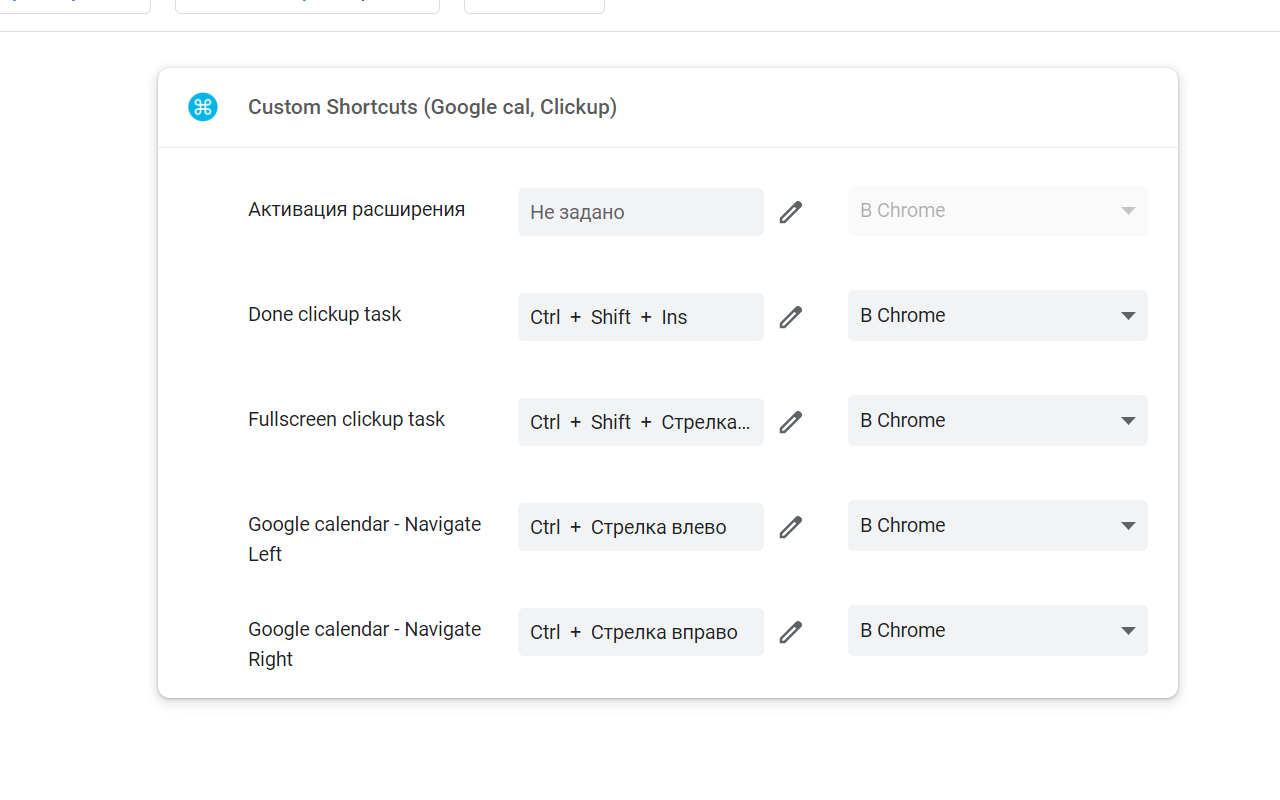 Custom Shortcuts (Google cal, Clickup)
Активация расширения
Не задано
В Chrome
Done clickup task
Ctrl + Shift + Ins
В Chrome
Fullscreen clickup task
Ctrl + Shift + Стрелка...
В Chrome
Google calendar - Navigate
Left
Ctrl + Стрелка влево
В Chrome
Google calendar - Navigate
Right
Ctrl + Стрелка вправо
В Chrome